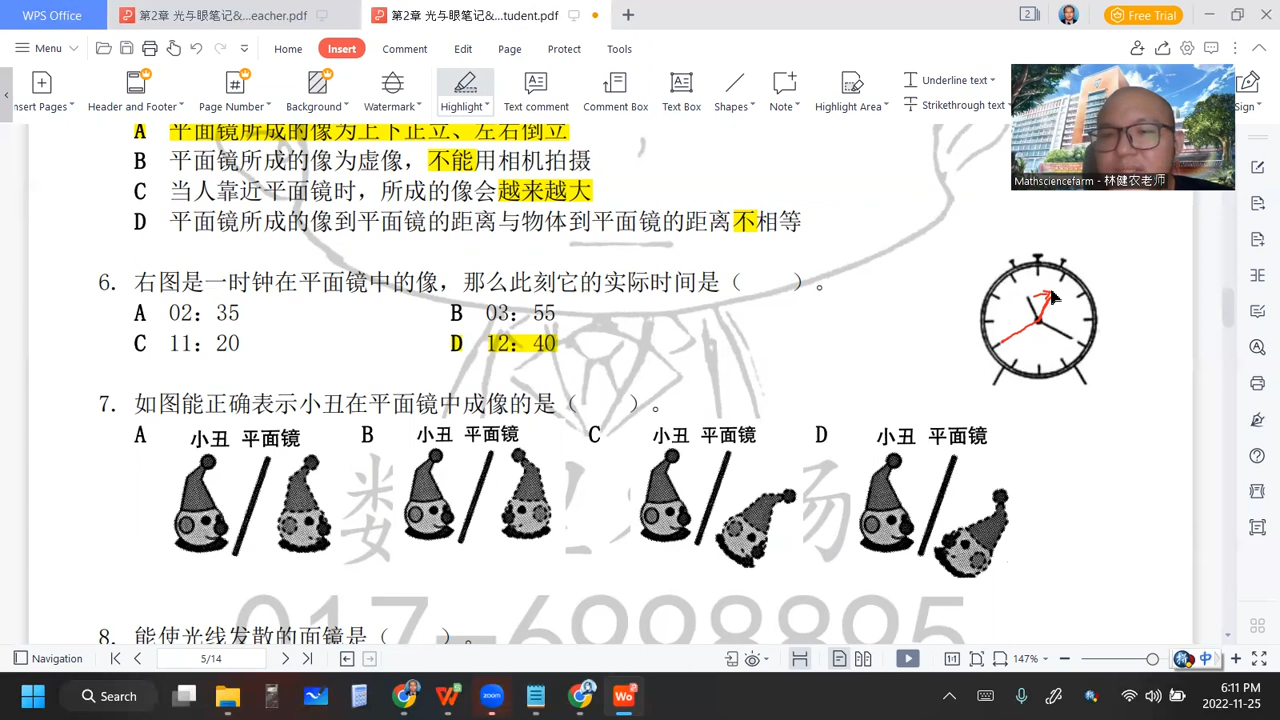 WPS Office
第2章 光与眼笔记&...eacher.pdf
第2章 光与眼笔记&...tudent.pdf
2
Free Trial
Menu
Home
Insert
Comment
Edit
Page
Protect
Tools
nsert Pages
Header and Footer
Page Number
Background
Watermark
Highlight
Text comment
Comment Box
Text Box
Shapes
Note
Highlight Area
Underline text
Strikethrough text
Sign
Mathsciencefarm - 林健农老师
A 平面镜所成的像为上下正立、左右倒立
B 平面镜所成的像为虚像，不能用相机拍摄
C 当人靠近平面镜时，所成的像会越来越大
D 平面镜所成的像到平面镜的距离与物体到平面镜的距离不相等
6. 右图是一时钟在平面镜中的像，那么此刻它的实际时间是（ ）。
A 02：35 B 03：55
C 11：20 D 12：40
7. 如图能正确表示小丑在平面镜中成像的是（ ）。
A 小丑 平面镜 B 小丑 平面镜 C 小丑 平面镜 D 小丑 平面镜
数 场
017-6998895
8. 能使光线发散的面镜是（ ）。
Navigation
5/14
1:1
147%
中
Search
zoom
Wo
6:11 PM
2022-11-25